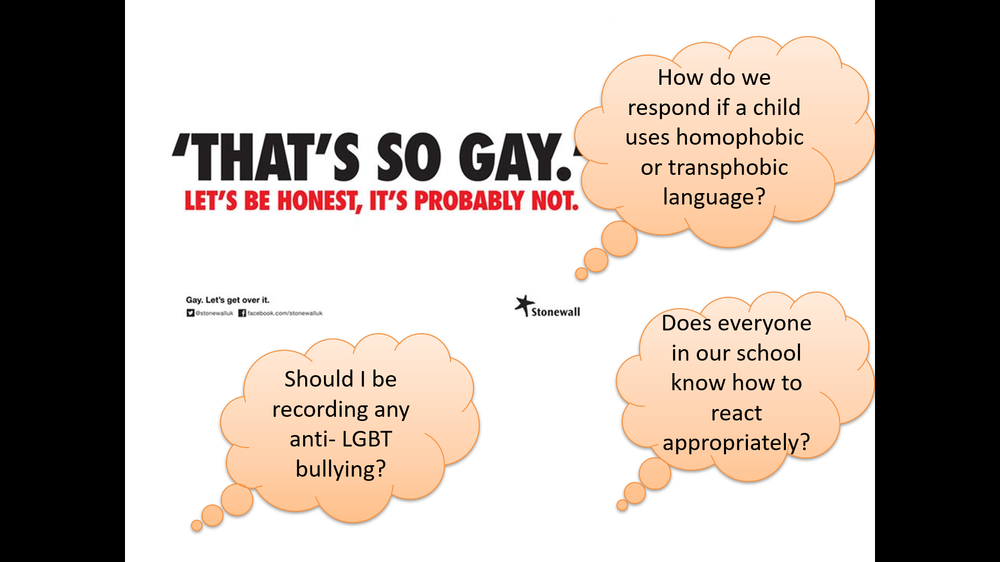 'THAT'S SO GAY.'
LET'S BE HONEST, IT'S PROBABLY NOT.
Gay. Let's get over it.
@stonewalluk facebook.com/stonewalluk
Stonewall
How do we
respond if a child
uses homophobic
or transphobic
language?
Should I be
recording any
anti- LGBT
bullying?
Does everyone
in our school
know how to
react
appropriately?